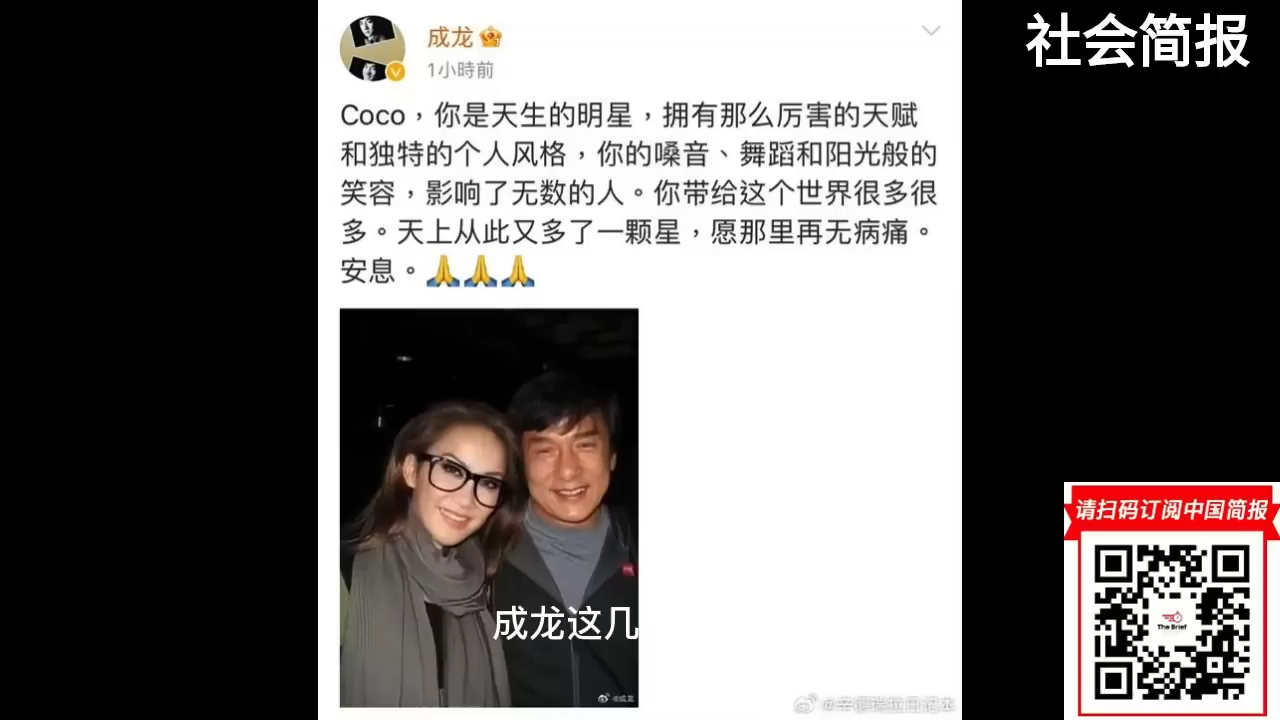 社会简报
成龙
1小時前
Coco，你是天生的明星，拥有那么厉害的天赋
和独特的个人风格，你的嗓音、舞蹈和阳光般的
笑容，影响了无数的人。你带给这个世界很多很
多。天上从此又多了一颗星，愿那里再无病痛。
安息。🙏🙏🙏
成龙这几
@成龙
请扫码订阅中国简报
The Brief